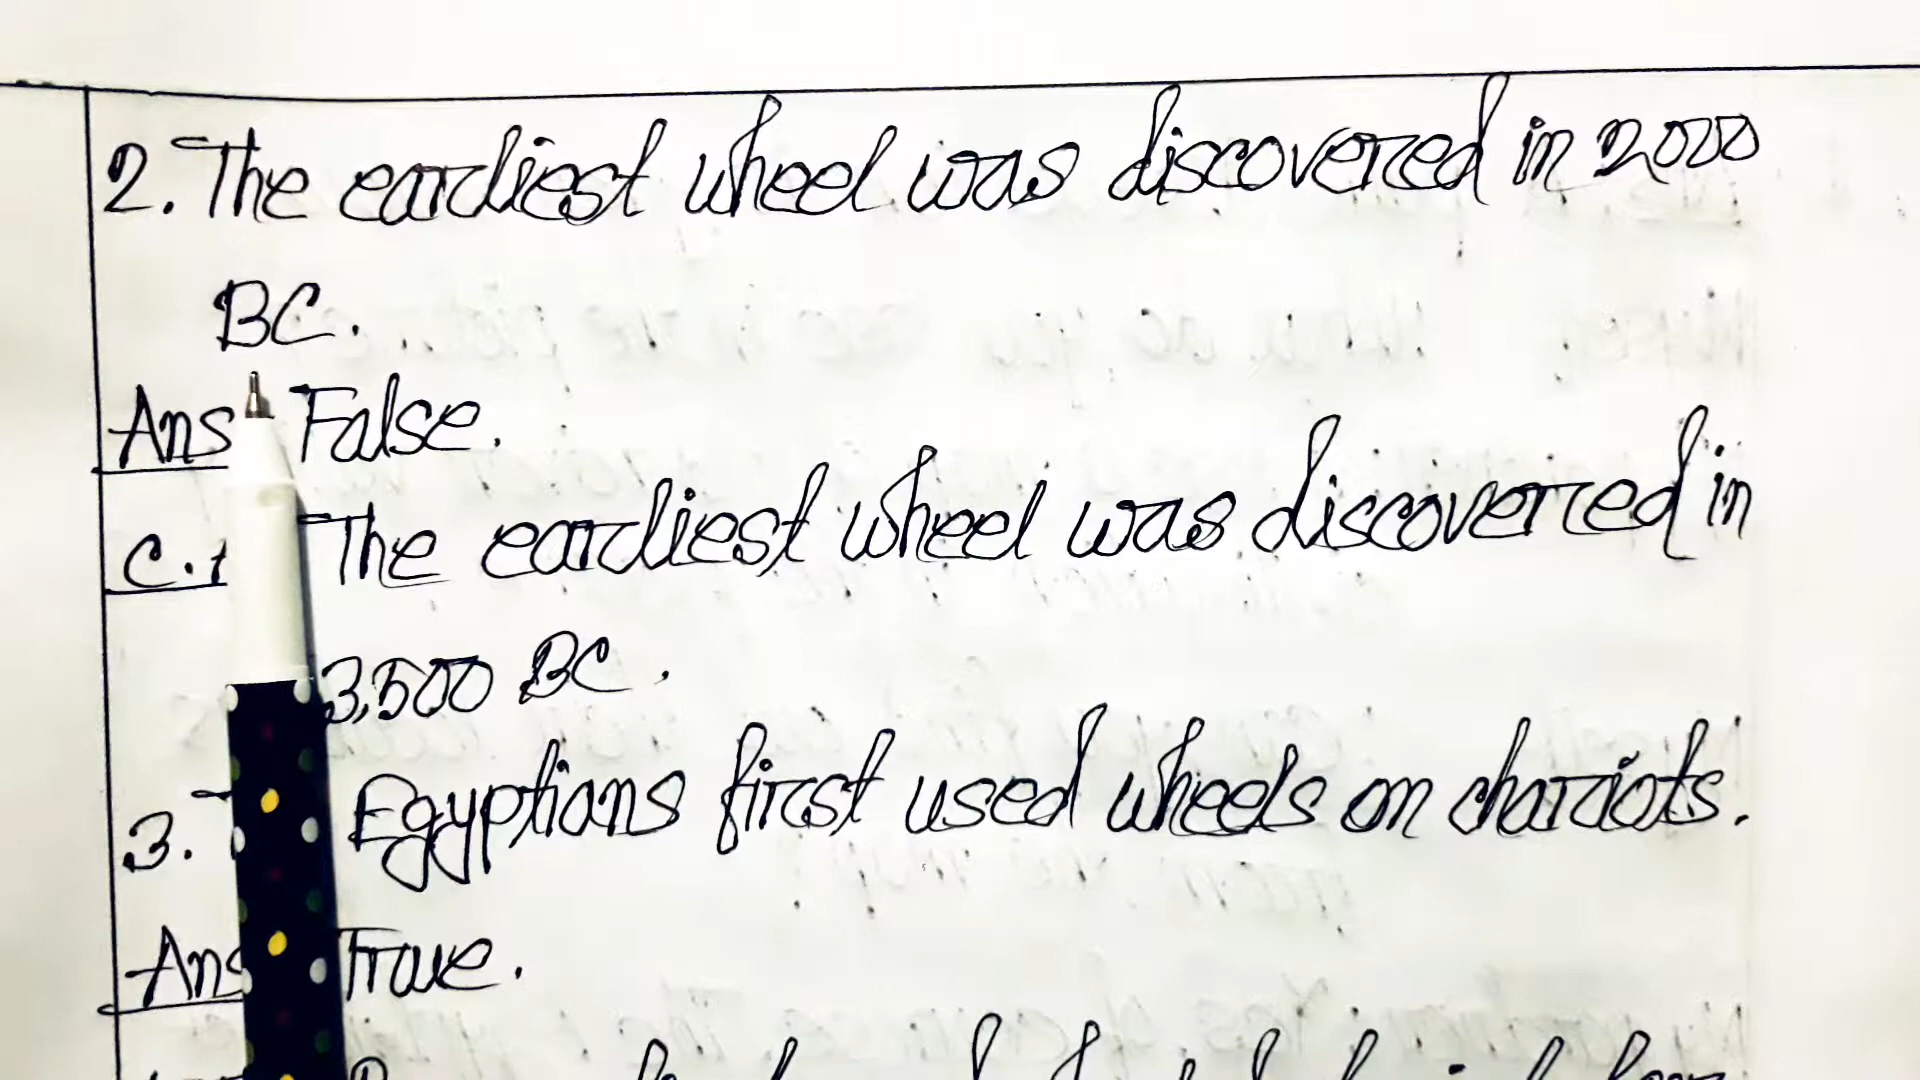 2. The earliest wheel was discovered in 2000
BC.
Ans False.
C. The earliest wheel was discovered in
3,500 BC.
3. Egyptians first used wheels on chariots.
Ans True.